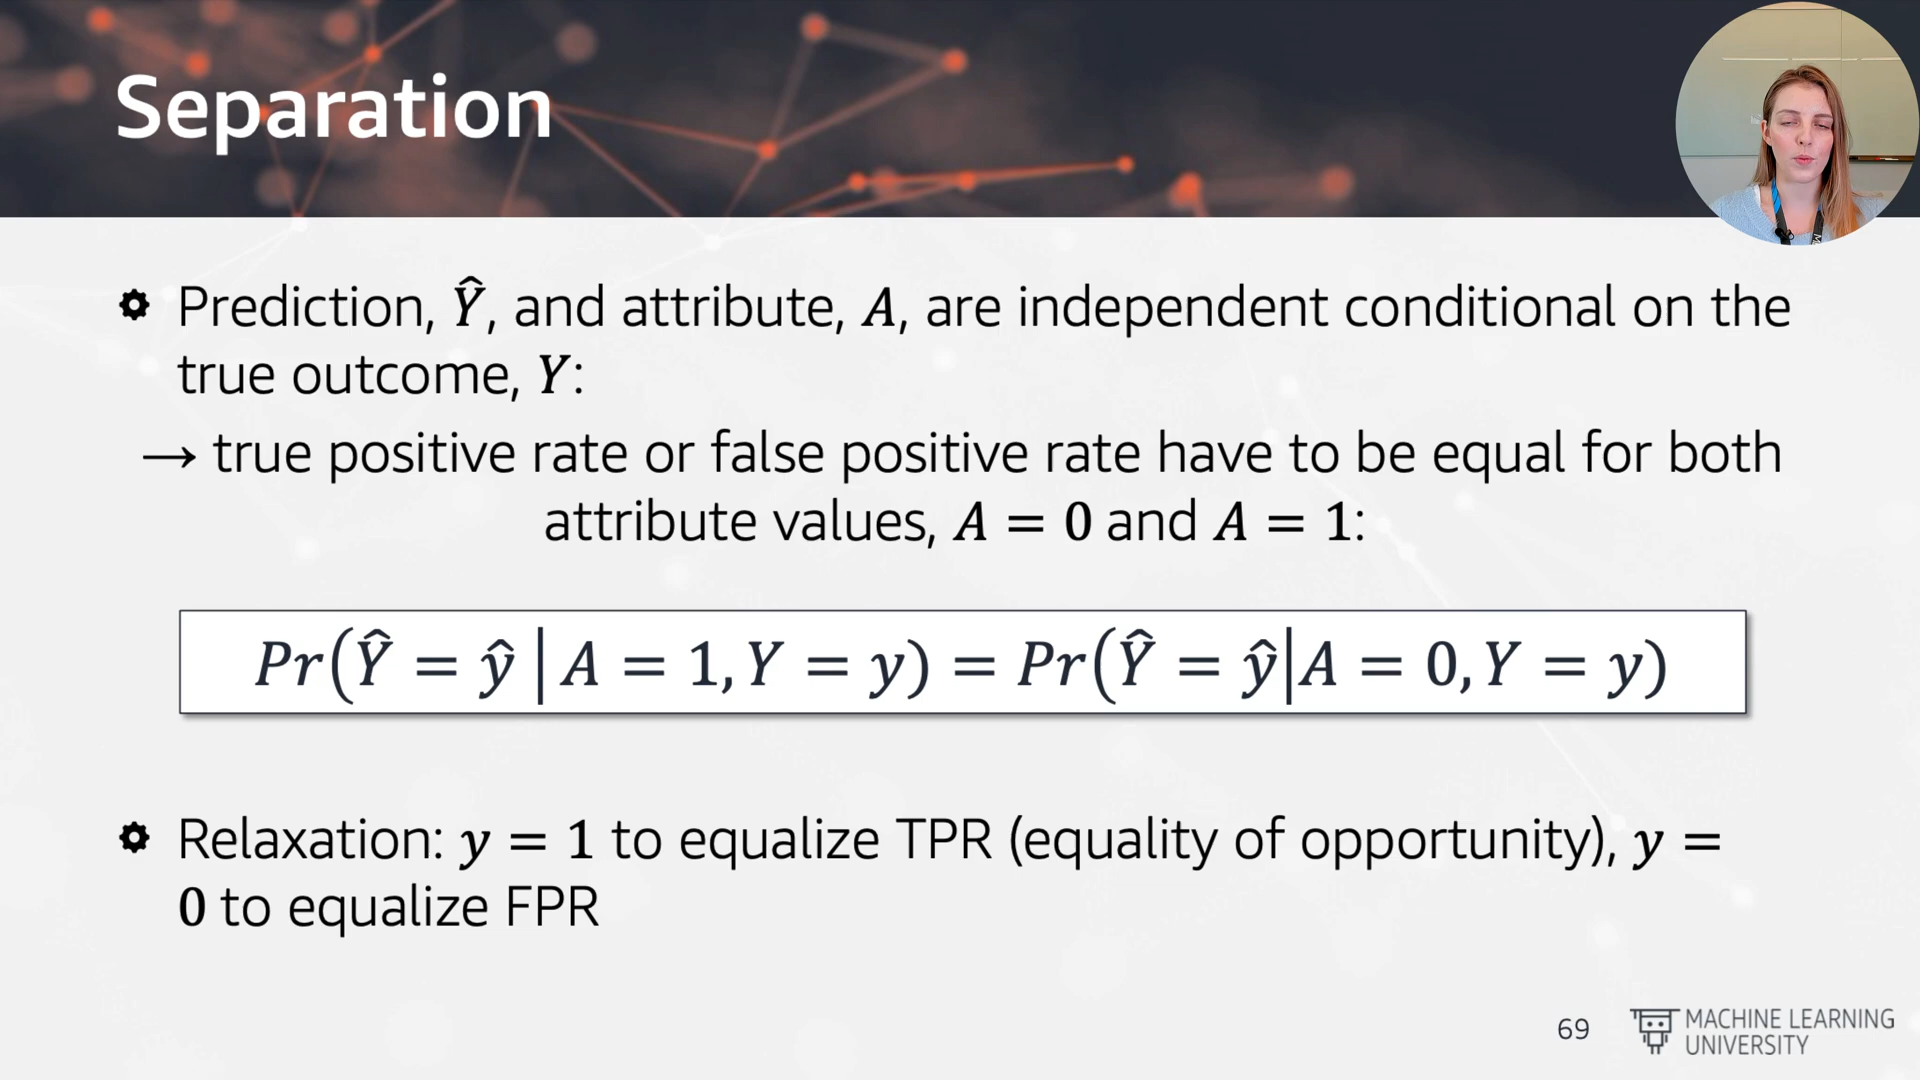 Separation
Prediction, Ŷ, and attribute, A, are independent conditional on the
true outcome, Y:
→ true positive rate or false positive rate have to be equal for both
attribute values, A = 0 and A = 1:
Pr(Ŷ = ŷ | A = 1, Y = y) = Pr(Ŷ = ŷ|A = 0, Y = y)
Relaxation: y = 1 to equalize TPR (equality of opportunity), y =
0 to equalize FPR
69
MACHINE LEARNING
UNIVERSITY